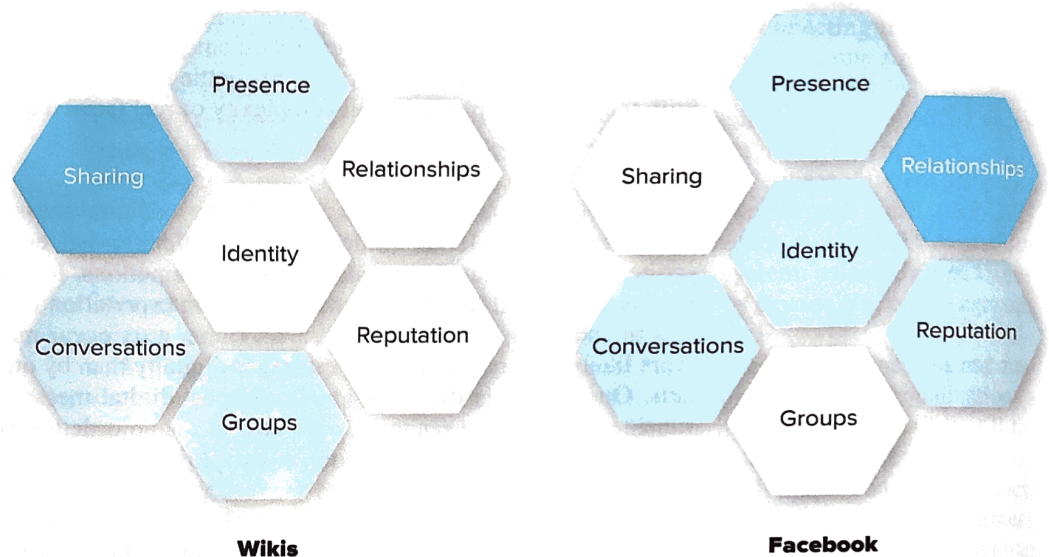 Presence
Sharing
Relationships
Identity
Conversations
Reputation
Groups
Wikis
Presence
Sharing
Relationships
Identity
Conversations
Reputation
Groups
Facebook